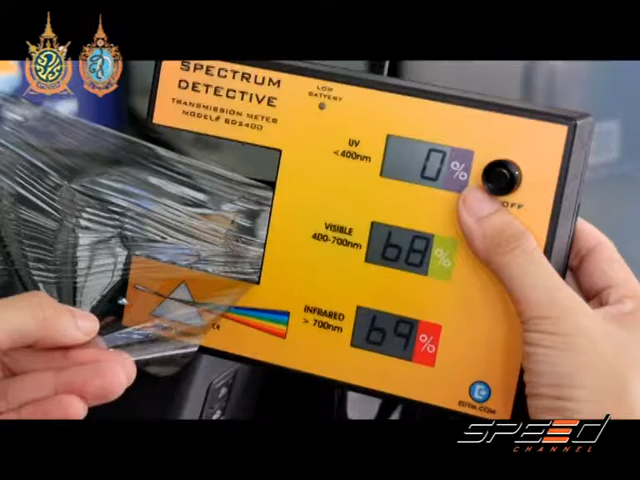 SPECTRUM
DETECTIVE
TRANSMISSION METER
MODEL# SD2400
LOW
BATTERY
UV
<400nm
0 %
OFF
VISIBLE
400-700nm
68 %
INFRARED
> 700nm
69 %
CE
EDTM.COM
SPEED
CHANNEL